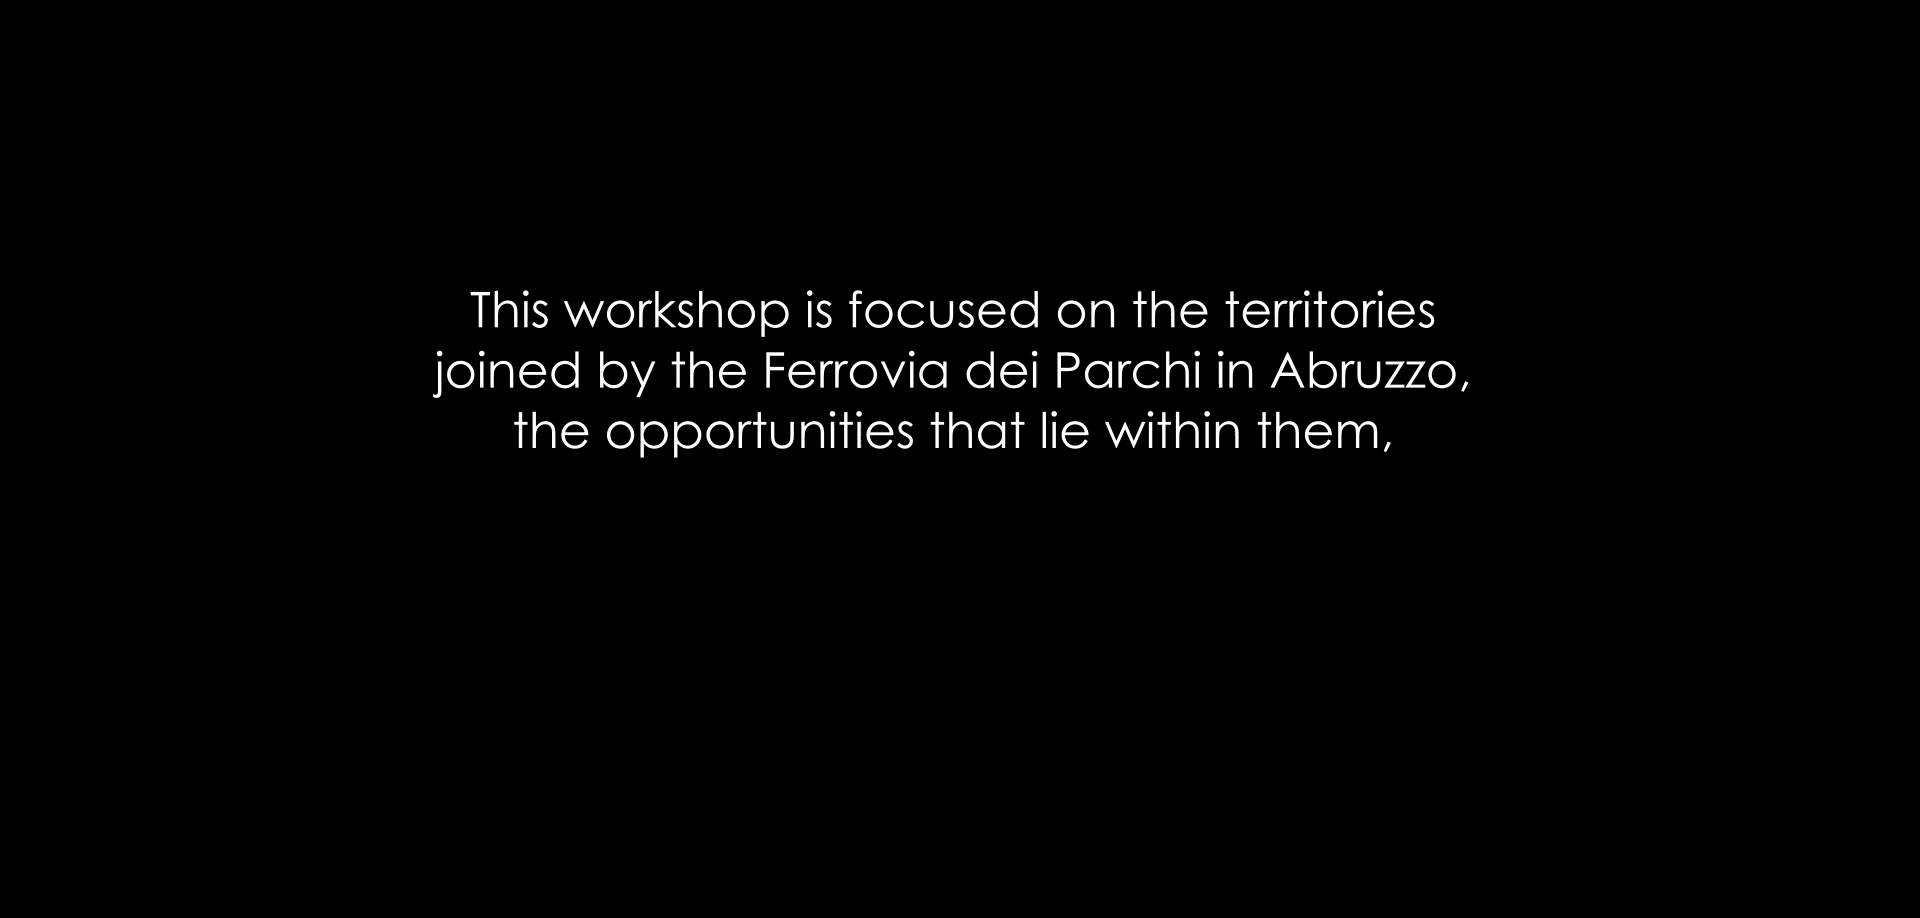 This workshop is focused on the territories
joined by the Ferrovia dei Parchi in Abruzzo,
the opportunities that lie within them,